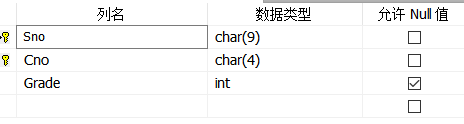 列名 数据类型 允许 Null 值
Sno char(9)
Cno char(4)
Grade int